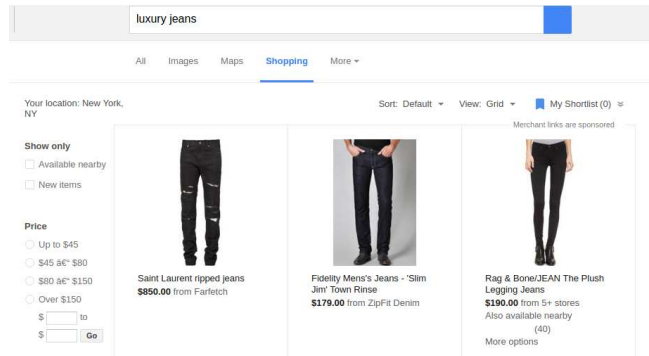 luxury jeans
All Images Maps Shopping More
Your location: New York,
NY
Sort: Default View: Grid My Shortlist (0)
Merchant links are sponsored
Show only
Available nearby
New items
Price
Up to $45
$45 â€“ $80
$80 â€“ $150
Over $150
$ to
$ Go
Saint Laurent ripped jeans
$850.00 from Farfetch
Fidelity Mens's Jeans - 'Slim
Jim' Town Rinse
$179.00 from ZipFit Denim
Rag & Bone/JEAN The Plush
Legging Jeans
$190.00 from 5+ stores
Also available nearby
(40)
More options